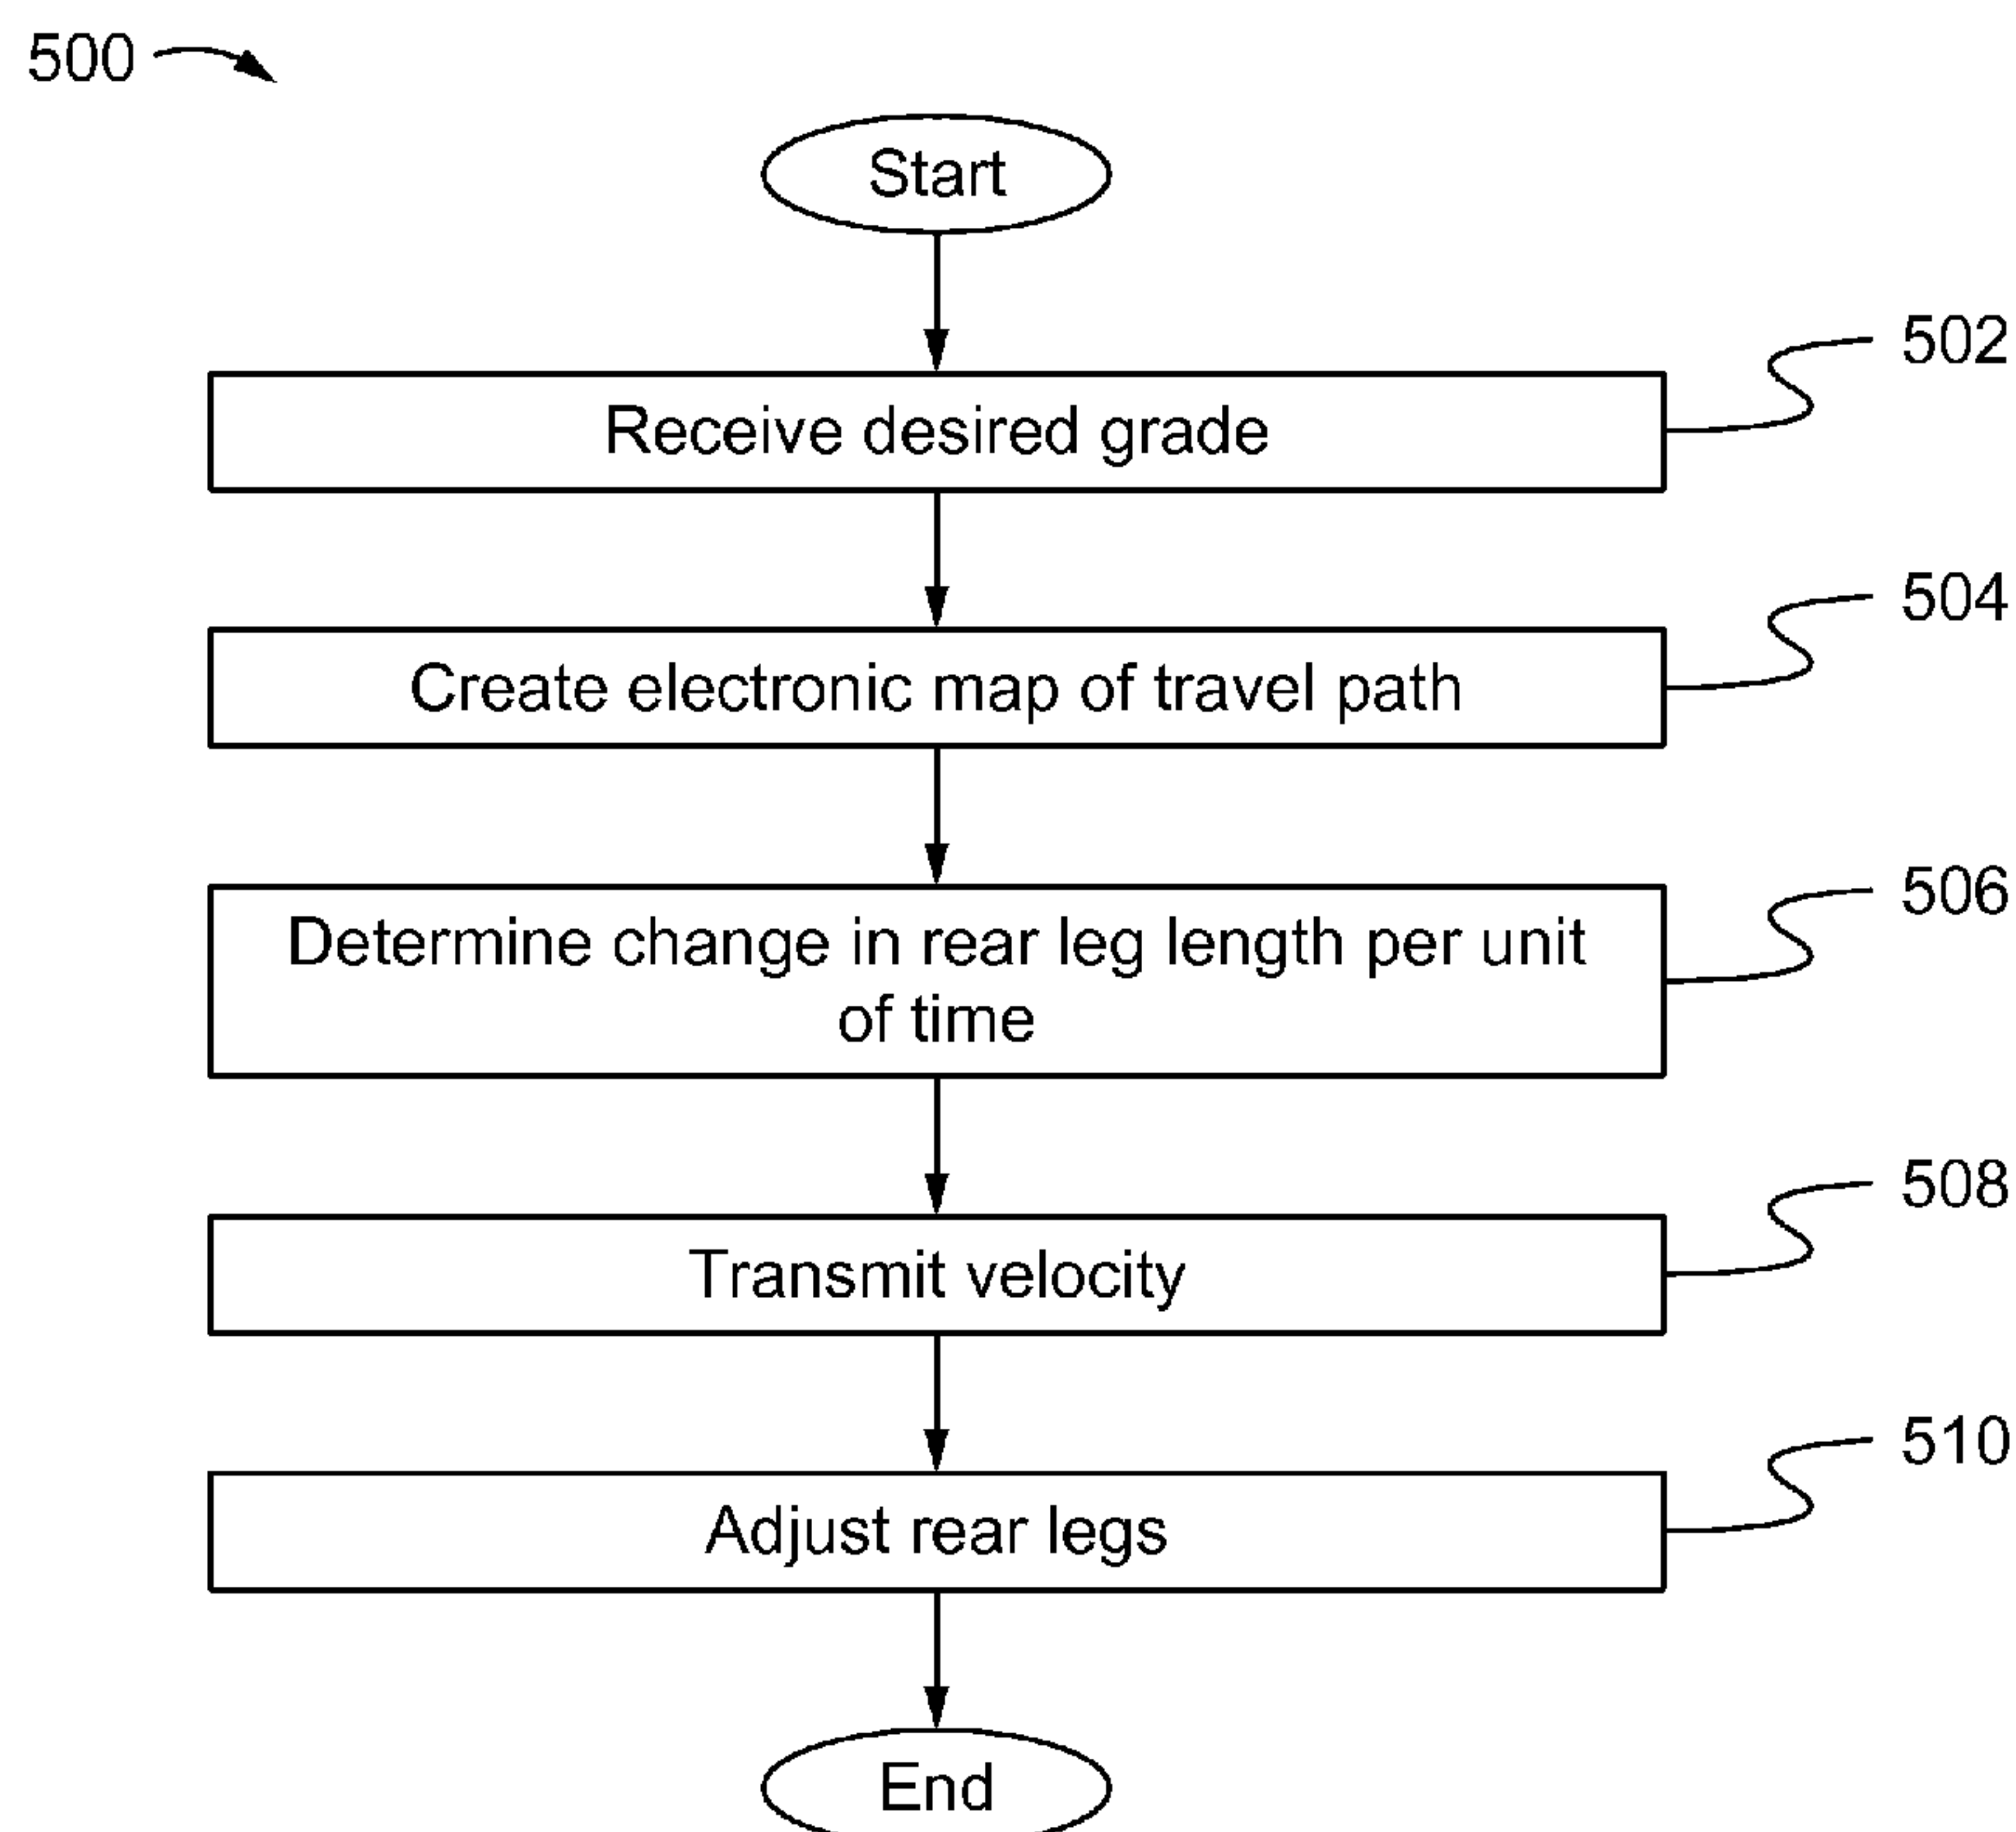 500
Start
502
Receive desired grade
504
Create electronic map of travel path
506
Determine change in rear leg length per unit
of time
508
Transmit velocity
510
Adjust rear legs
End